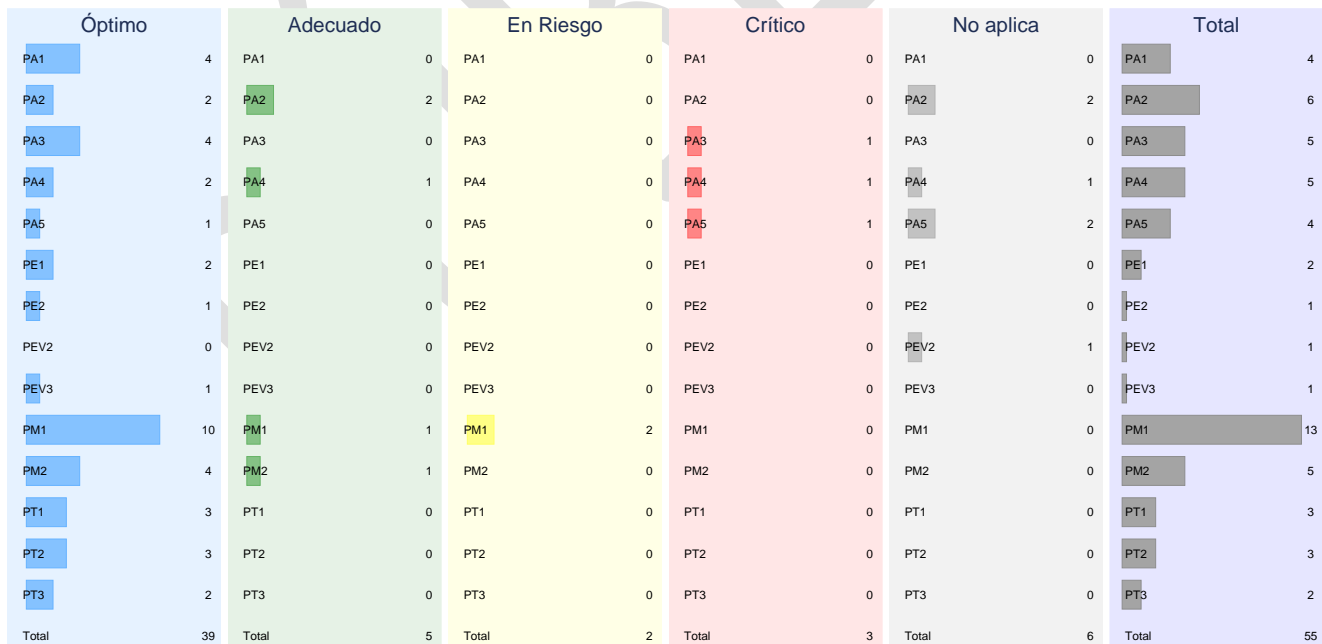 Óptimo Adecuado En Riesgo Crítico No aplica Total
PA1 4 PA1 0 PA1 0 PA1 0 PA1 0 PA1 4
PA2 2 PA2 2 PA2 0 PA2 0 PA2 2 PA2 6
PA3 4 PA3 0 PA3 0 PA3 1 PA3 0 PA3 5
PA4 2 PA4 1 PA4 0 PA4 1 PA4 1 PA4 5
PA5 1 PA5 0 PA5 0 PA5 1 PA5 2 PA5 4
PE1 2 PE1 0 PE1 0 PE1 0 PE1 0 PE1 2
PE2 1 PE2 0 PE2 0 PE2 0 PE2 0 PE2 1
PEV2 0 PEV2 0 PEV2 0 PEV2 0 PEV2 1 PEV2 1
PEV3 1 PEV3 0 PEV3 0 PEV3 0 PEV3 0 PEV3 1
PM1 10 PM1 1 PM1 2 PM1 0 PM1 0 PM1 13
PM2 4 PM2 1 PM2 0 PM2 0 PM2 0 PM2 5
PT1 3 PT1 0 PT1 0 PT1 0 PT1 0 PT1 3
PT2 3 PT2 0 PT2 0 PT2 0 PT2 0 PT2 3
PT3 2 PT3 0 PT3 0 PT3 0 PT3 0 PT3 2
Total 39 Total 5 Total 2 Total 3 Total 6 Total 55